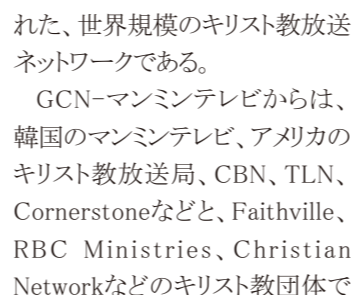 れた、世界規模のキリスト教放送
ネットワークである。
GCN-マンミンテレビからは、
韓国のマンミンテレビ、アメリカの
キリスト教放送局、CBN、TLN、
Cornerstoneなどと、Faithville、
RBC Ministries、Christian
Networkなどのキリスト教団体で